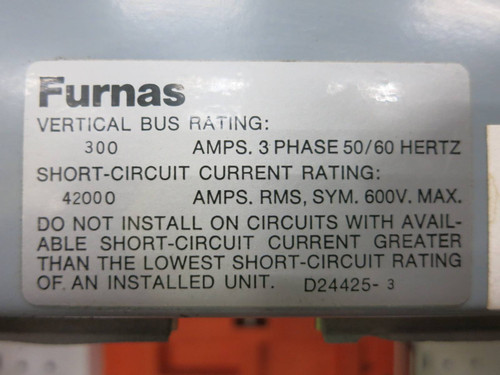 Furnas
VERTICAL BUS RATING:
300 AMPS. 3 PHASE 50/60 HERTZ
SHORT-CIRCUIT CURRENT RATING:
42000 AMPS. RMS, SYM. 600V. MAX.
DO NOT INSTALL ON CIRCUITS WITH AVAIL-
ABLE SHORT-CIRCUIT CURRENT GREATER
THAN THE LOWEST SHORT-CIRCUIT RATING
OF AN INSTALLED UNIT. D24425- 3